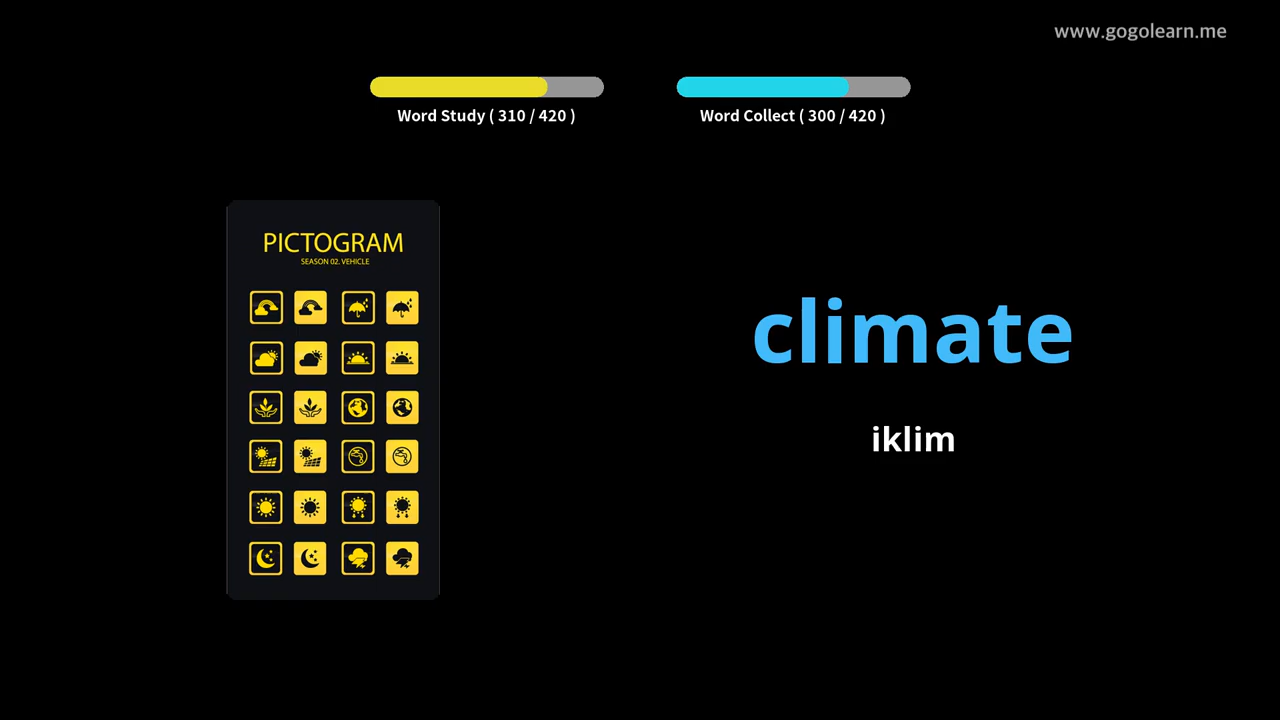 www.gogolearn.me
Word Study ( 310 / 420 )
Word Collect ( 300 / 420 )
PICTOGRAM
SEASON 02. VEHICLE
climate
iklim